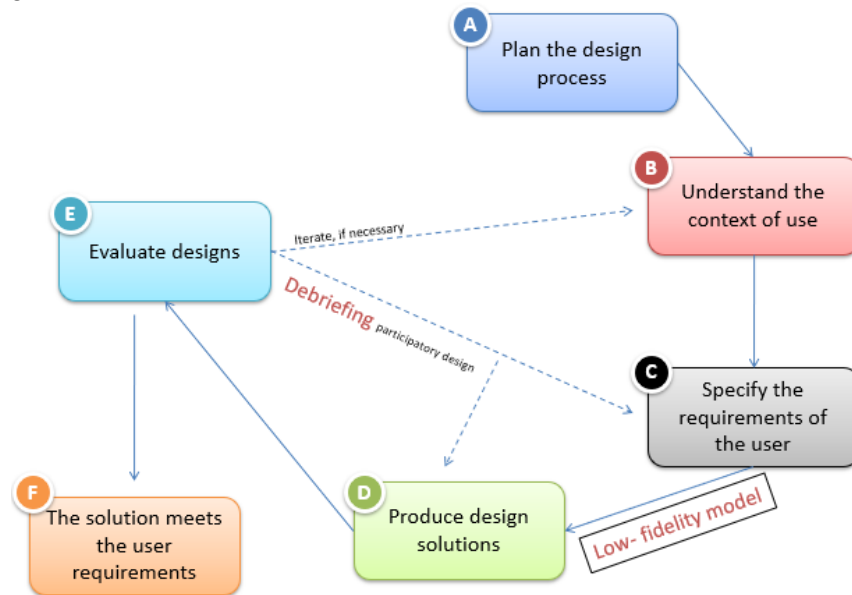 A
Plan the design
process
B
Understand the
context of use
E
Evaluate designs
Iterate, if necessary
Debriefing participatory design
C
Specify the
requirements of
the user
Low- fidelity model
D
Produce design
solutions
F
The solution meets
the user
requirements